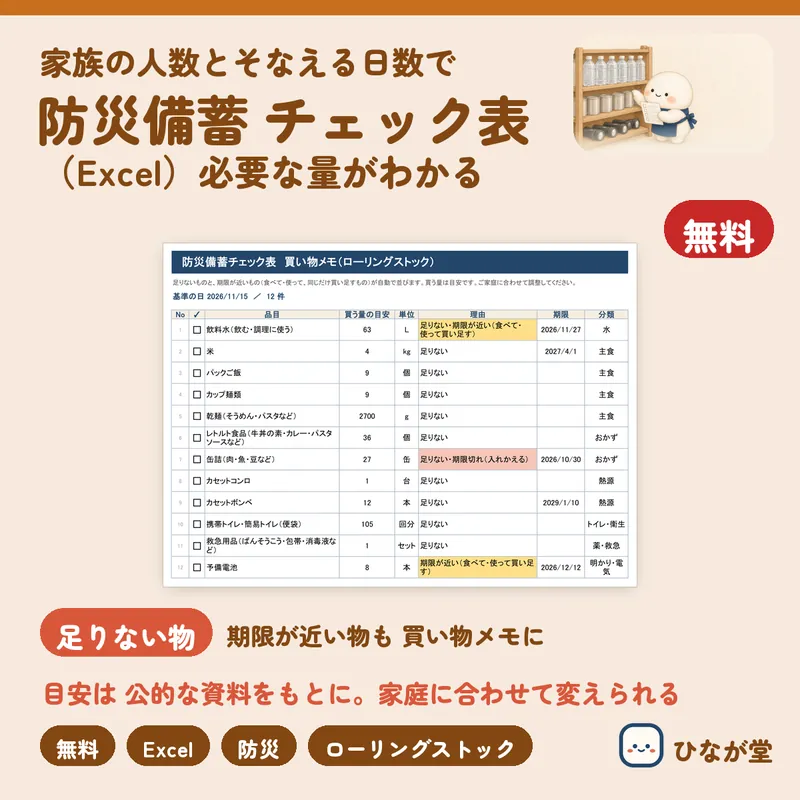 家族の人数とそなえる日数で
防災備蓄 チェック表
（Excel）必要な量がわかる
無料
防災備蓄チェック表 買い物メモ（ローリングストック）
足りないものと、期限が近いもの（食べて・使って、同じだけ買い足すもの）が自動で並びます。買う量は目安です。ご家庭に合わせて調整してください。
基準の日 2026/11/15 ／ 12 件
No ✓ 品目 買う量の目安 単位 理由 期限 分類
1 ☐ 飲料水（飲む・調理に使う） 63 L 足りない・期限が近い（食べて・使って買い足す） 2026/11/27 水
2 ☐ 米 4 kg 足りない 2027/4/1 主食
3 ☐ パックご飯 9 個 足りない 主食
4 ☐ カップ麺類 9 個 足りない 主食
5 ☐ 乾麺（そうめん・パスタなど） 2700 g 足りない 主食
6 ☐ レトルト食品（牛丼の素・カレー・パスタソースなど） 36 個 足りない おかず
7 ☐ 缶詰（肉・魚・豆など） 27 缶 足りない・期限切れ（入れかえる） 2026/10/30 おかず
8 ☐ カセットコンロ 1 台 足りない 熱源
9 ☐ カセットボンベ 12 本 足りない 2029/1/10 熱源
10 ☐ 携帯トイレ・簡易トイレ（便袋） 105 回分 足りない トイレ・衛生
11 ☐ 救急用品（ばんそうこう・包帯・消毒液など） 1 セット 足りない 薬・救急
12 ☐ 予備電池 8 本 期限が近い（食べて・使って買い足す） 2026/12/12 明かり・電気
足りない物 期限が近い物も 買い物メモに
目安は 公的な資料をもとに。家庭に合わせて変えられる
無料 Excel 防災 ローリングストック
ひなが堂